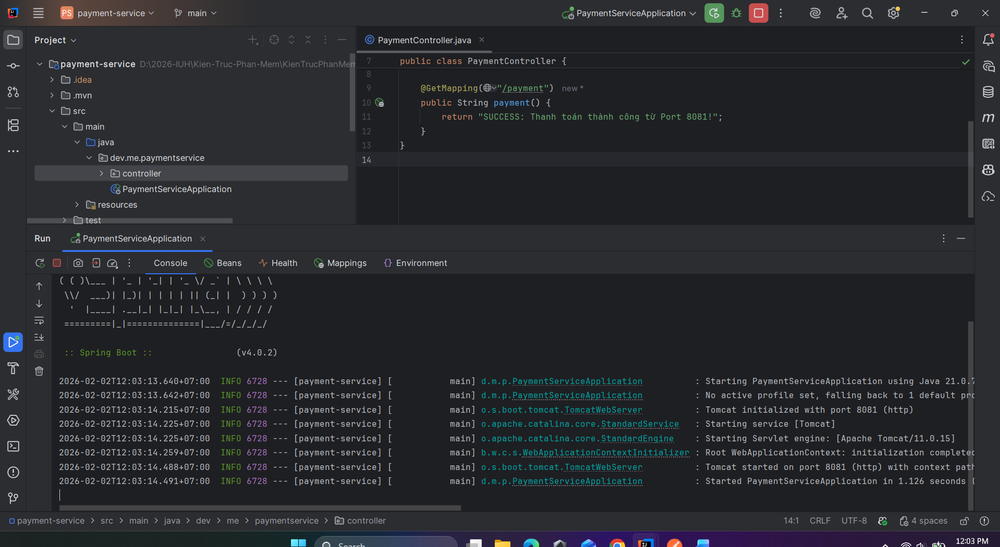 PS payment-service main PaymentServiceApplication
Project
PaymentController.java
payment-service D:\2026-IUH\Kien-Truc-Phan-Mem\KienTrucPhanMem
.idea
.mvn
src
main
java
dev.me.paymentservice
controller
PaymentServiceApplication
resources
test
7 public class PaymentController {
8
9 @GetMapping("/payment") new *
10 public String payment() {
11 return "SUCCESS: Thanh toán thành công từ Port 8081!";
12 }
13 }
14
Run PaymentServiceApplication
Console Beans Health Mappings Environment
( ( )\___ | '_ | '_| | '_ \/ _` | \ \ \ \
\\/  ___)| |_)| | | | | || (_| |  ) ) ) )
'  |____| .__|_| |_|_| |_\__, | / / / /
=========|_|==============|___/=/_/_/_/
:: Spring Boot :: (v4.0.2)
2026-02-02T12:03:13.640+07:00 INFO 6728 --- [payment-service] [ main] d.m.p.PaymentServiceApplication : Starting PaymentServiceApplication using Java 21.0.7
2026-02-02T12:03:13.642+07:00 INFO 6728 --- [payment-service] [ main] d.m.p.PaymentServiceApplication : No active profile set, falling back to 1 default pro
2026-02-02T12:03:14.215+07:00 INFO 6728 --- [payment-service] [ main] o.s.boot.tomcat.TomcatWebServer : Tomcat initialized with port 8081 (http)
2026-02-02T12:03:14.225+07:00 INFO 6728 --- [payment-service] [ main] o.apache.catalina.core.StandardService : Starting service [Tomcat]
2026-02-02T12:03:14.225+07:00 INFO 6728 --- [payment-service] [ main] o.apache.catalina.core.StandardEngine : Starting Servlet engine: [Apache Tomcat/11.0.15]
2026-02-02T12:03:14.259+07:00 INFO 6728 --- [payment-service] [ main] b.w.c.s.WebApplicationContextInitializer : Root WebApplicationContext: initialization completed
2026-02-02T12:03:14.488+07:00 INFO 6728 --- [payment-service] [ main] o.s.boot.tomcat.TomcatWebServer : Tomcat started on port 8081 (http) with context path
2026-02-02T12:03:14.491+07:00 INFO 6728 --- [payment-service] [ main] d.m.p.PaymentServiceApplication : Started PaymentServiceApplication in 1.126 seconds (
payment-service > src > main > java > dev > me > paymentservice > controller 14:1 CRLF UTF-8 4 spaces
Search 12:03 PM